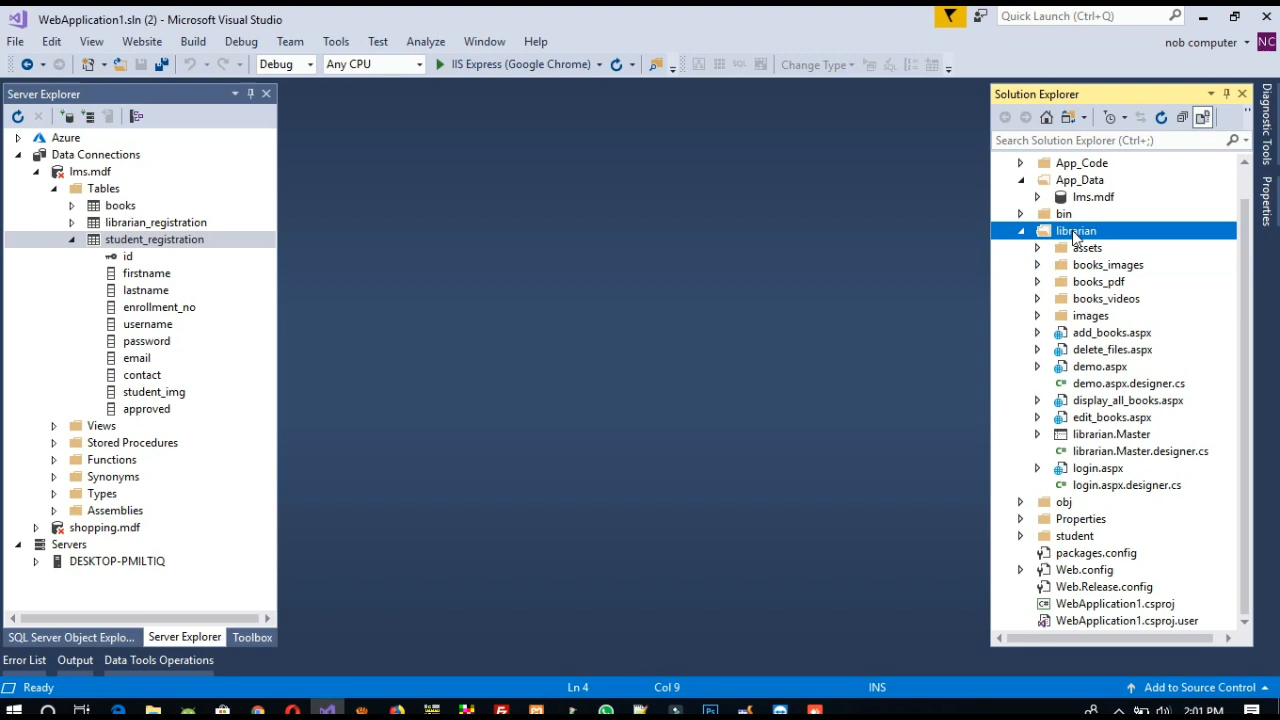 WebApplication1.sln (2) - Microsoft Visual Studio
Quick Launch (Ctrl+Q)
File Edit View Website Build Debug Team Tools Test Analyze Window Help
nob computer NC
Debug Any CPU IIS Express (Google Chrome) Change Type
Server Explorer
Azure
Data Connections
lms.mdf
Tables
books
librarian_registration
student_registration
id
firstname
lastname
enrollment_no
username
password
email
contact
student_img
approved
Views
Stored Procedures
Functions
Synonyms
Types
Assemblies
shopping.mdf
Servers
DESKTOP-PMILTIQ
SQL Server Object Explo... Server Explorer Toolbox
Error List Output Data Tools Operations
Solution Explorer
Search Solution Explorer (Ctrl+;)
App_Code
App_Data
lms.mdf
bin
librarian
assets
books_images
books_pdf
books_videos
images
add_books.aspx
delete_files.aspx
demo.aspx
demo.aspx.designer.cs
display_all_books.aspx
edit_books.aspx
librarian.Master
librarian.Master.designer.cs
login.aspx
login.aspx.designer.cs
obj
Properties
student
packages.config
Web.config
Web.Release.config
WebApplication1.csproj
WebApplication1.csproj.user
Diagnostic Tools
Properties
Ready Ln 4 Col 9 INS Add to Source Control
2:01 PM